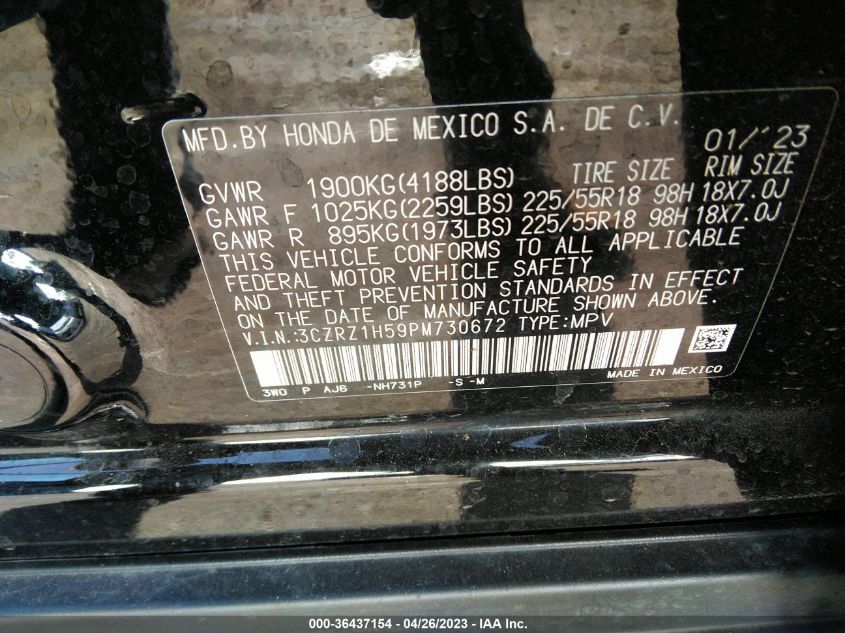 MFD.BY HONDA DE MEXICO S.A. DE C.V. 01/'23
TIRE SIZE RIM SIZE
GVWR 1900KG(4188LBS)
GAWR F 1025KG(2259LBS) 225/55R18 98H 18X7.0J
GAWR R 895KG(1973LBS) 225/55R18 98H 18X7.0J
THIS VEHICLE CONFORMS TO ALL APPLICABLE
FEDERAL MOTOR VEHICLE SAFETY
AND THEFT PREVENTION STANDARDS IN EFFECT
ON THE DATE OF MANUFACTURE SHOWN ABOVE.
V.I.N.:3CZRZ1H59PM730672 TYPE:MPV
3W0 P AJ6 -NH731P -S -M MADE IN MEXICO
000-36437154 - 04/26/2023 - IAA Inc.